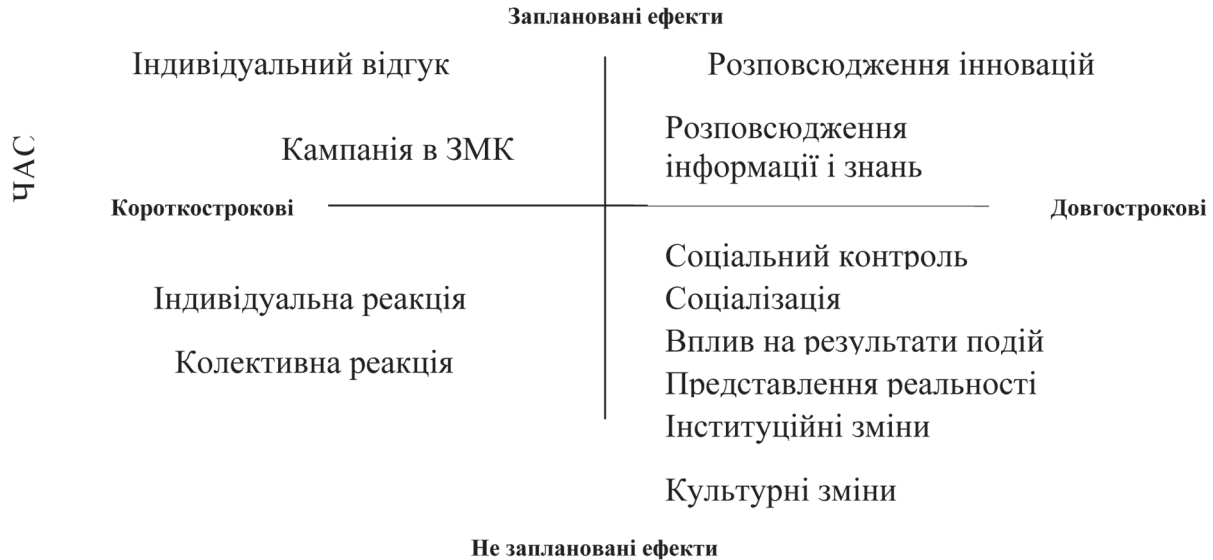 Заплановані ефекти
Індивідуальний відгук
Розповсюдження інновацій
Кампанія в ЗМК
Розповсюдження
інформації і знань
ЧАС
Короткострокові
Довгострокові
Індивідуальна реакція
Колективна реакція
Соціальний контроль
Соціалізація
Вплив на результати подій
Представлення реальності
Інституційні зміни
Культурні зміни
Не заплановані ефекти